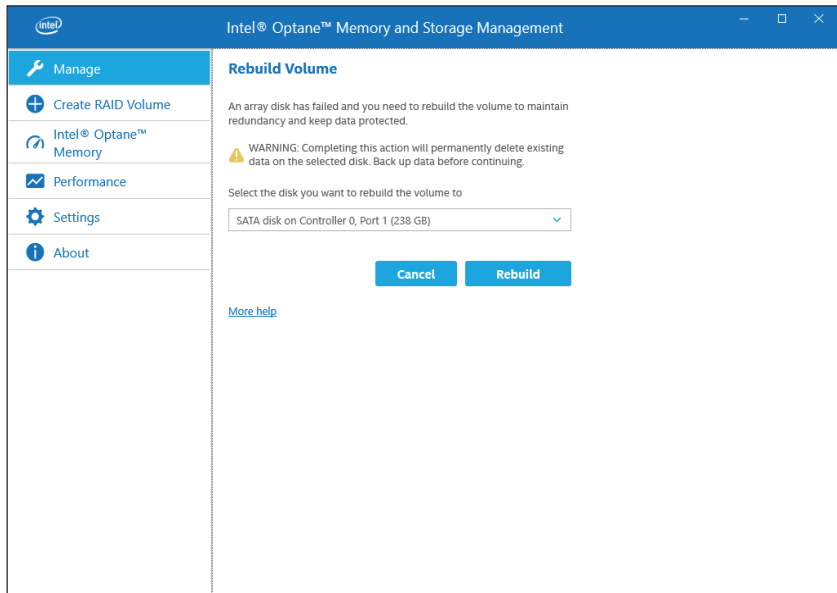 intel
Intel® Optane™ Memory and Storage Management
Manage
Create RAID Volume
Intel® Optane™
Memory
Performance
Settings
About
Rebuild Volume
An array disk has failed and you need to rebuild the volume to maintain
redundancy and keep data protected.
WARNING: Completing this action will permanently delete existing
data on the selected disk. Back up data before continuing.
Select the disk you want to rebuild the volume to
SATA disk on Controller 0, Port 1 (238 GB)
Cancel
Rebuild
More help